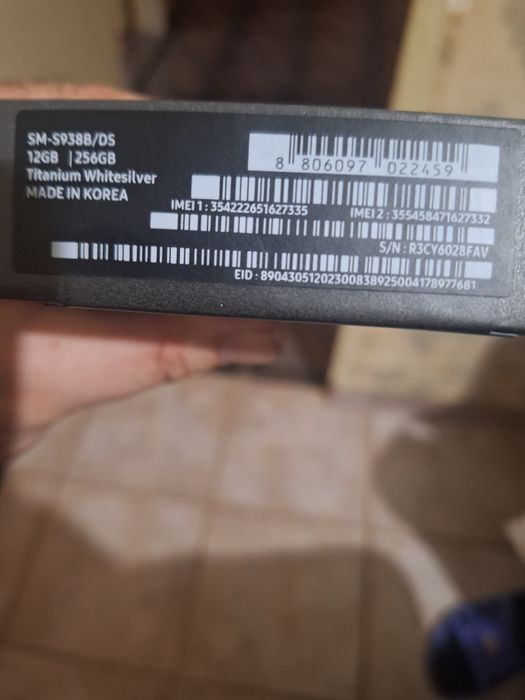 SM-S938B/DS
12GB | 256GB
Titanium Whitesilver
MADE IN KOREA
8 806097 022459
IMEI 1 : 354222651627335
IMEI 2 : 355458471627332
S/N : R3CY6028FAV
EID : 89043051202300838925004178977681